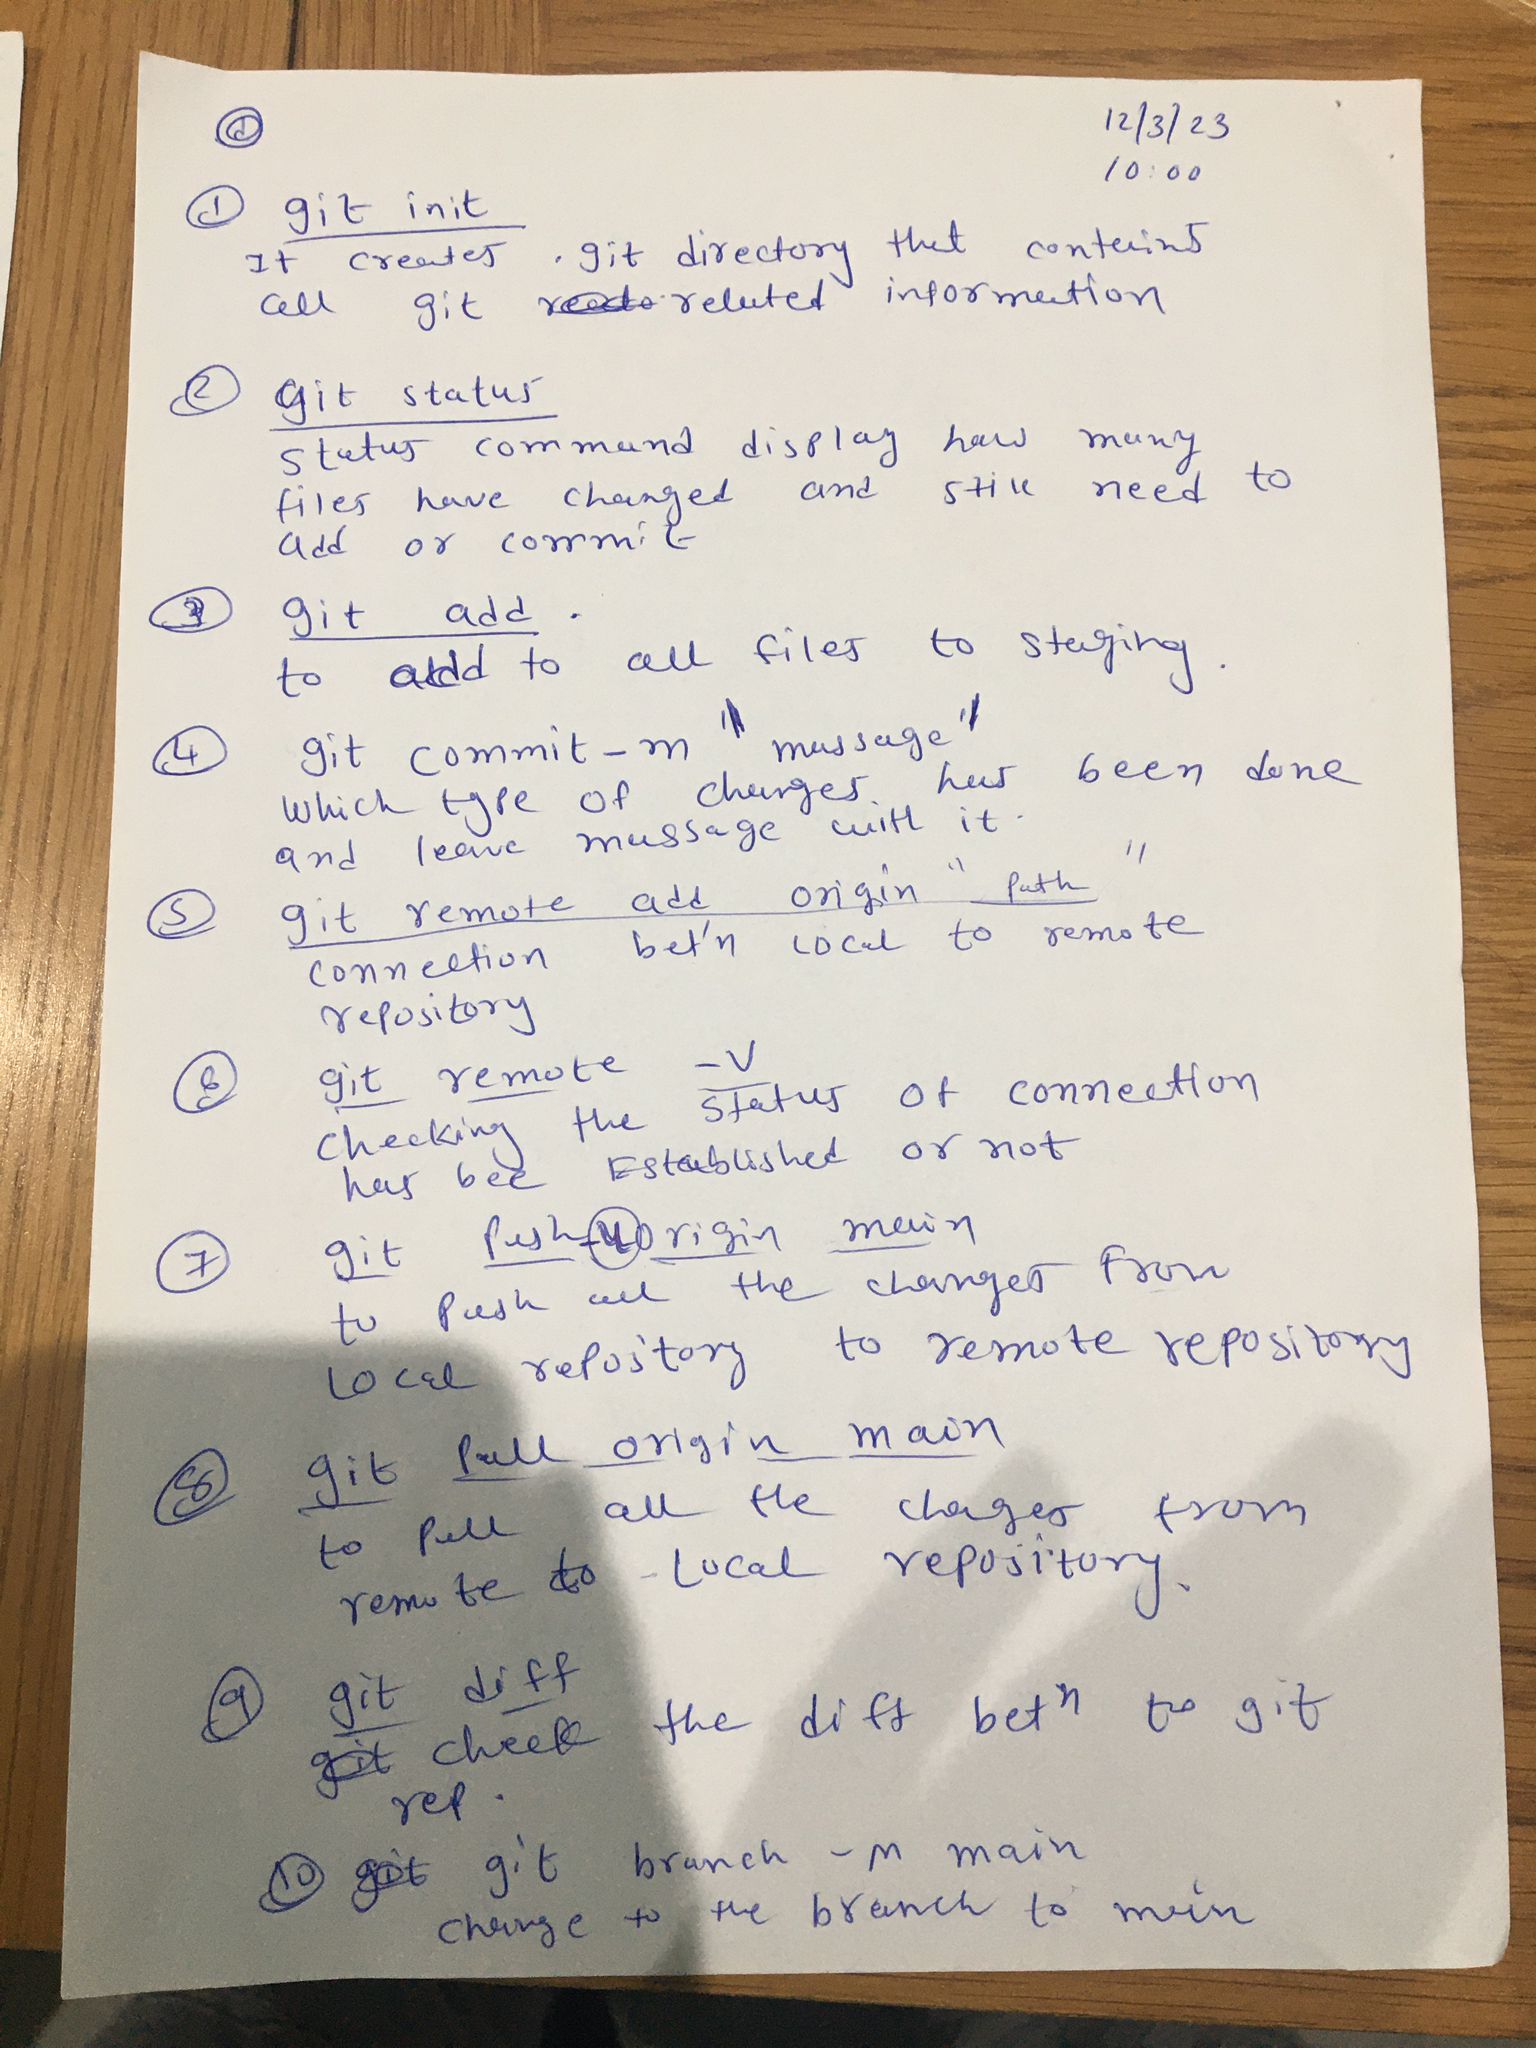 ①
12/3/23
10:00
① git init
It creates .git directory that contains
all git related information
② Git status
status command display how many
files have changed and still need to
add or commit
③ git add .
to add to all files to staging.
④ git commit -m "massage"
which type of changes has been done
and leave massage with it.
⑤ git remote add origin "path"
connection bet'n local to remote
repository
git remote -v
checking the status of connection
has bee Established or not
⑦ git push -u origin main
to push all the changes from
local repository to remote repository
⑧ git pull origin main
to pull all the chages from
remote to local repository.
⑨ git diff
check the diff betn to git
rep.
⑩ git branch -M main
change to the branch to main